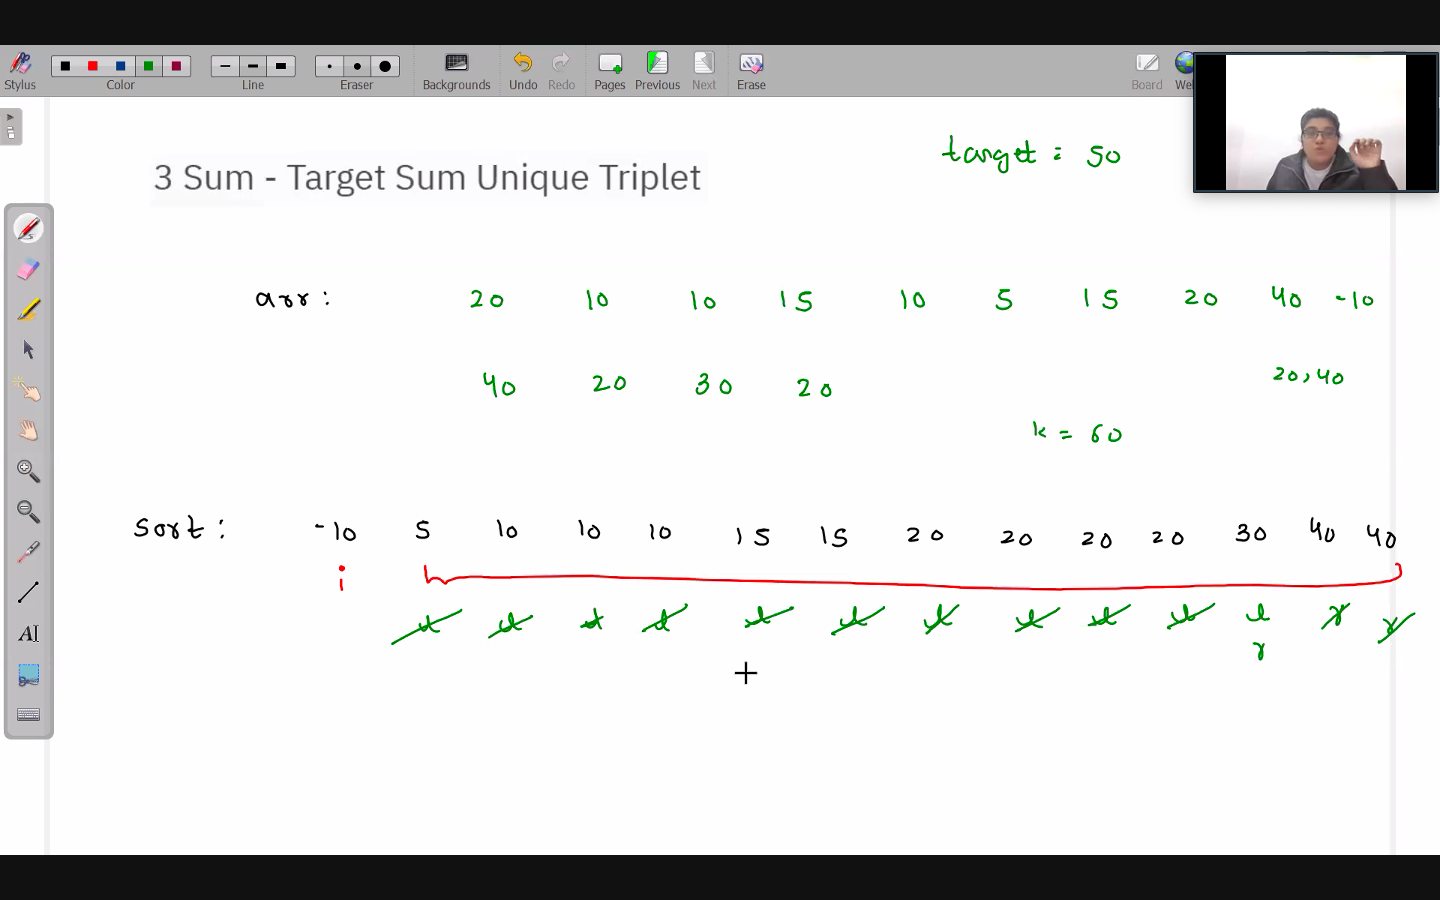 Stylus Color Line Eraser Backgrounds Undo Redo Pages Previous Next Erase Board
target : 50
3 Sum - Target Sum Unique Triplet
arr : 20 10 10 15 10 5 15 20 40 -10
40 20 30 20 20,40
k = 60
Sort : -10 5 10 10 10 15 15 20 20 20 20 30 40 40
i
l l l l l l l l l l l r r
r